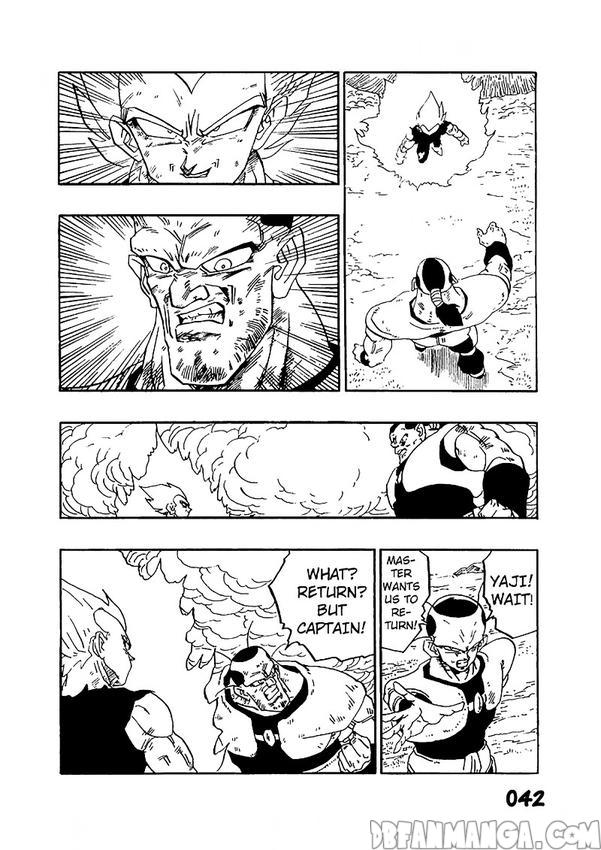 YAJI!
WAIT!
MAS-
TER
WANTS
US TO
RE-
TURN!
WHAT?
RETURN?
BUT
CAPTAIN!
042
DBFANMANGA.COM